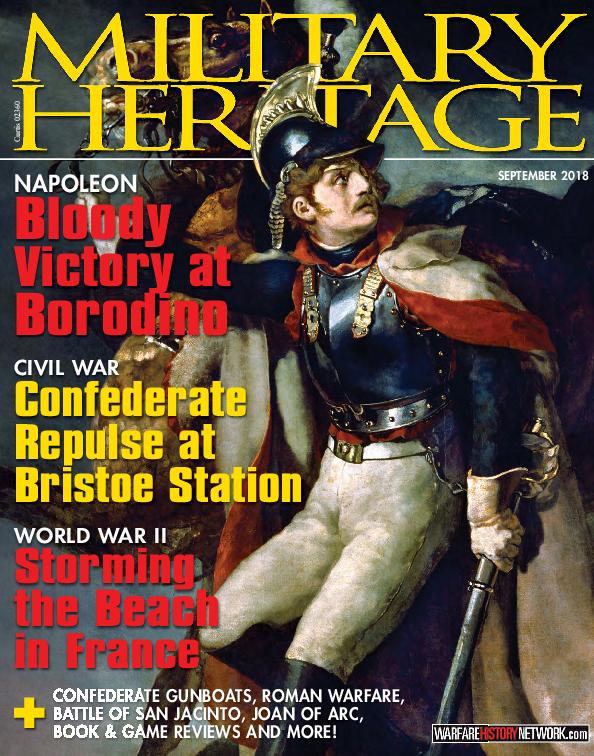 MILITARY
HERITAGE
Curtis 02360
SEPTEMBER 2018
NAPOLEON
Bloody
Victory at
Borodino
CIVIL WAR
Confederate
Repulse at
Bristoe Station
WORLD WAR II
Storming
the Beach
in France
+ CONFEDERATE GUNBOATS, ROMAN WARFARE,
BATTLE OF SAN JACINTO, JOAN OF ARC,
BOOK & GAME REVIEWS AND MORE!
WARFAREHISTORYNETWORK.com